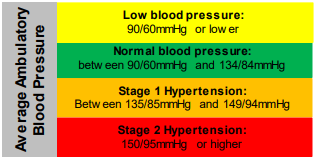 Average Ambulatory
Blood Pressure
Low blood pressure:
90/60mmHg or lower
Normal blood pressure:
between 90/60mmHg and 134/84mmHg
Stage 1 Hypertension:
Between 135/85mmHg and 149/94mmHg
Stage 2 Hypertension:
150/95mmHg or higher